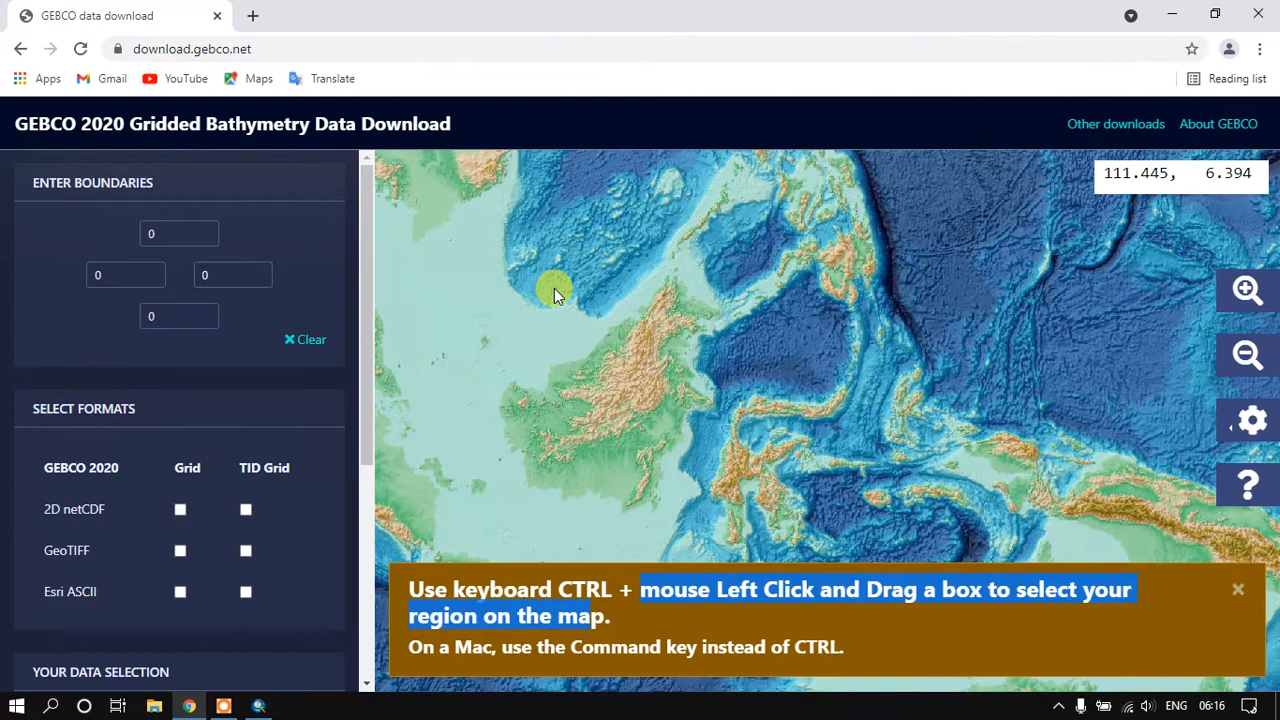 GEBCO data download
download.gebco.net
Apps Gmail YouTube Maps Translate Reading list
GEBCO 2020 Gridded Bathymetry Data Download
Other downloads About GEBCO
ENTER BOUNDARIES
111.445, 6.394
0
0 0
0
Clear
SELECT FORMATS
GEBCO 2020 Grid TID Grid
2D netCDF
GeoTIFF
Esri ASCII
Use keyboard CTRL + mouse Left Click and Drag a box to select your
region on the map.
On a Mac, use the Command key instead of CTRL.
YOUR DATA SELECTION
ENG 06:16